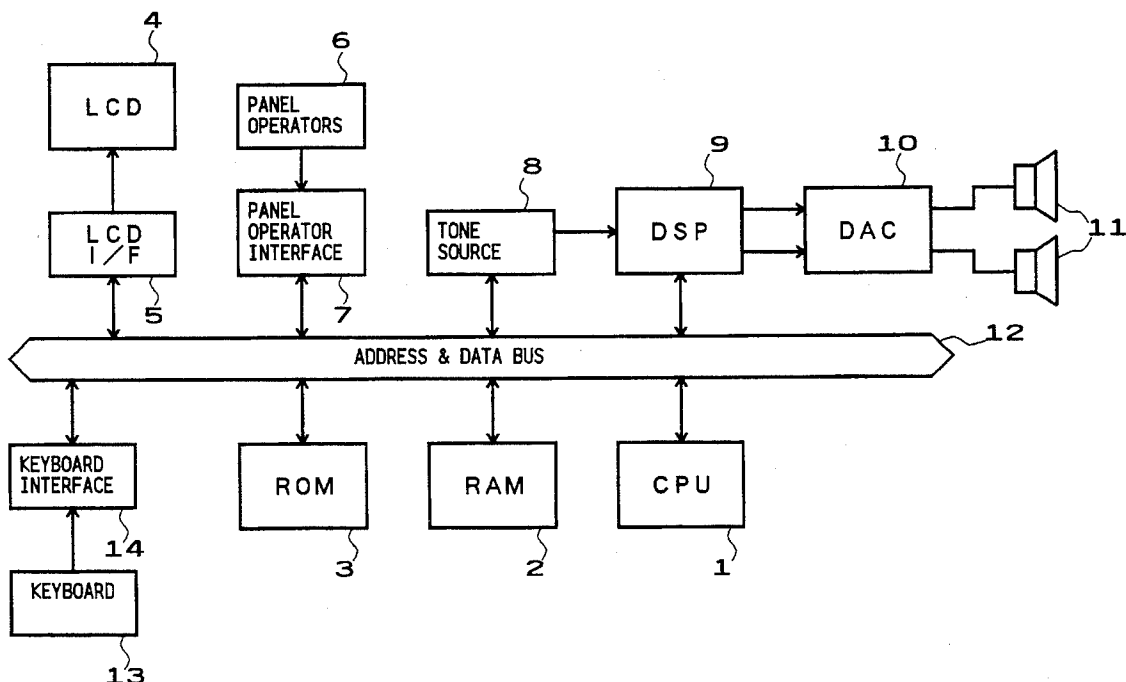 4
LCD
LCD
I/F
5
6
PANEL
OPERATORS
PANEL
OPERATOR
INTERFACE
7
8
TONE
SOURCE
9
DSP
10
DAC
11
ADDRESS & DATA BUS
12
KEYBOARD
INTERFACE
14
KEYBOARD
13
ROM
3
RAM
2
CPU
1